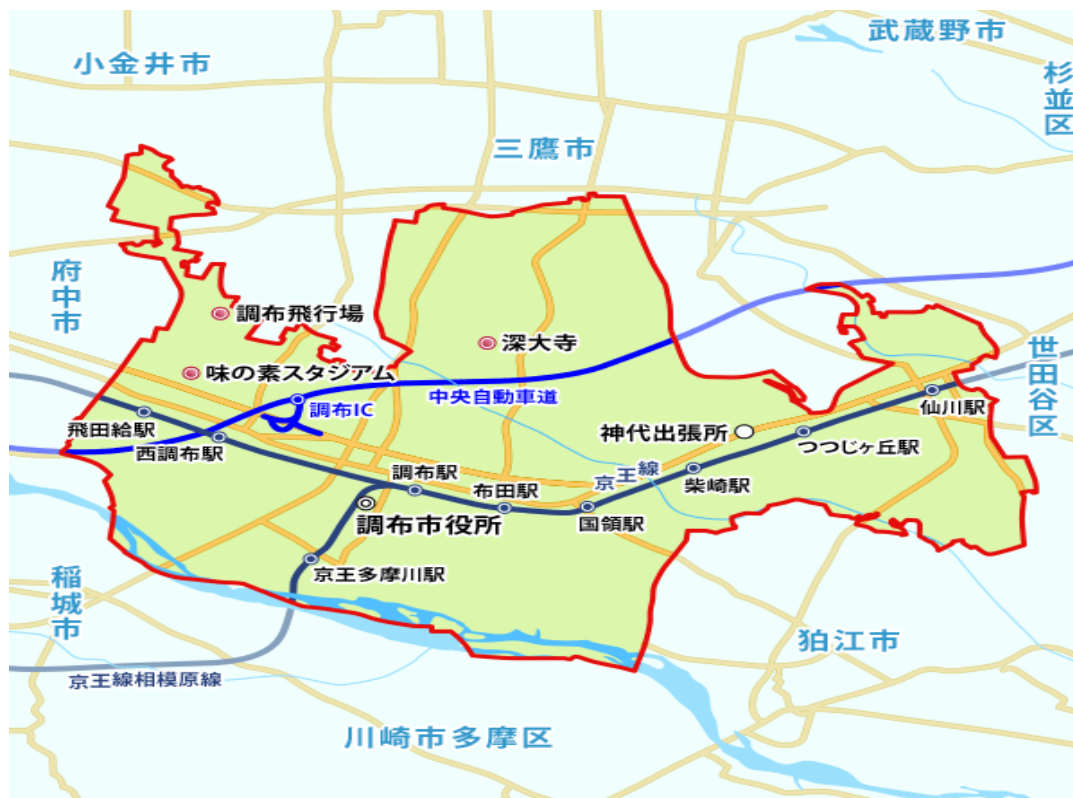 武蔵野市
小金井市
杉並区
三鷹市
府中市
調布飛行場
深大寺
世田谷区
味の素スタジアム
中央自動車道
調布IC
仙川駅
飛田給駅
神代出張所
つつじヶ丘駅
西調布駅
調布駅
京王線
柴崎駅
布田駅
国領駅
調布市役所
京王多摩川駅
稲城市
狛江市
京王線相模原線
川崎市多摩区